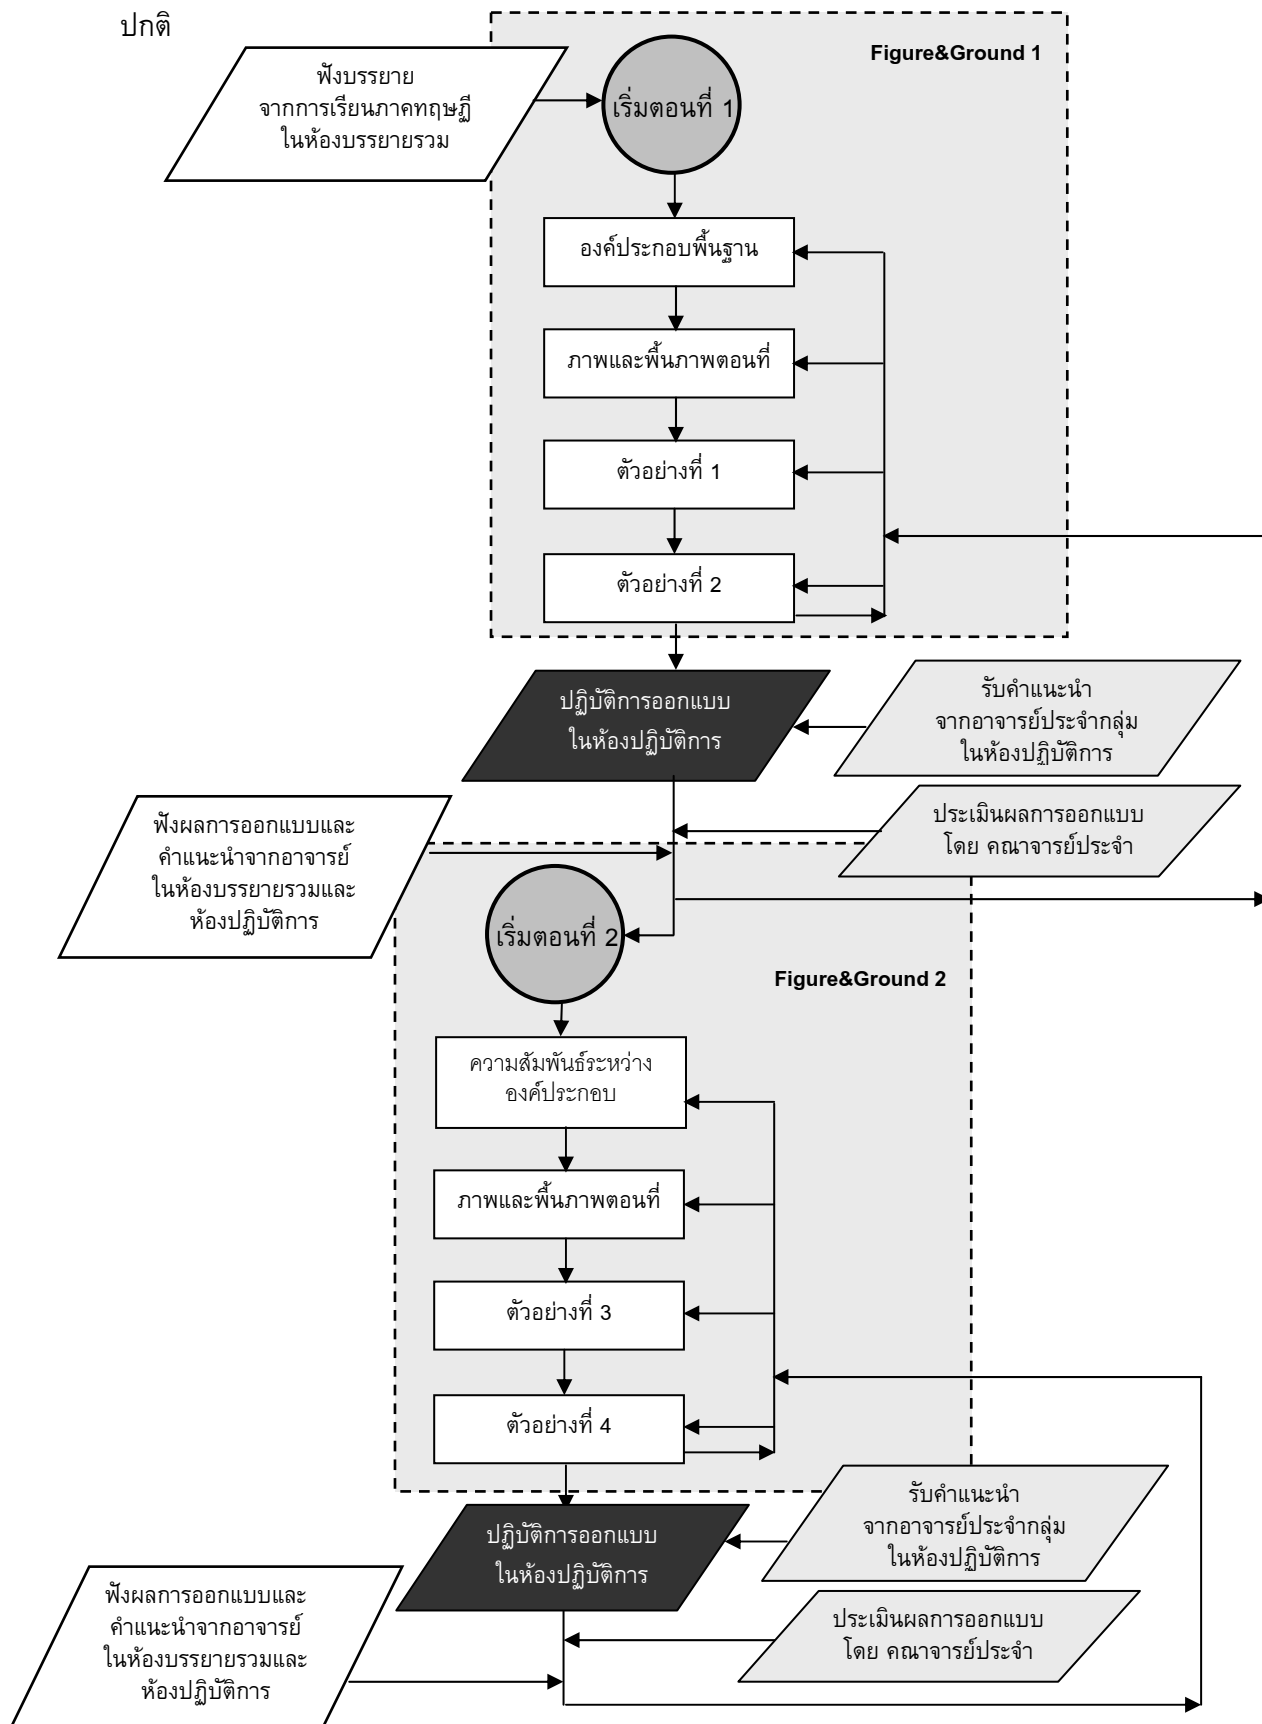 ปกติ
Figure&Ground 1
ฟังบรรยาย
จากการเรียนภาคทฤษฎี
ในห้องบรรยายรวม
เริ่มตอนที่ 1
องค์ประกอบพื้นฐาน
ภาพและพื้นภาพตอนที่
ตัวอย่างที่ 1
ตัวอย่างที่ 2
ปฏิบัติการออกแบบ
ในห้องปฏิบัติการ
รับคำแนะนำ
จากอาจารย์ประจำกลุ่ม
ในห้องปฏิบัติการ
ประเมินผลการออกแบบ
โดย คณาจารย์ประจำ
ฟังผลการออกแบบและ
คำแนะนำจากอาจารย์
ในห้องบรรยายรวมและ
ห้องปฏิบัติการ
เริ่มตอนที่ 2
Figure&Ground 2
ความสัมพันธ์ระหว่าง
องค์ประกอบ
ภาพและพื้นภาพตอนที่
ตัวอย่างที่ 3
ตัวอย่างที่ 4
ปฏิบัติการออกแบบ
ในห้องปฏิบัติการ
รับคำแนะนำ
จากอาจารย์ประจำกลุ่ม
ในห้องปฏิบัติการ
ประเมินผลการออกแบบ
โดย คณาจารย์ประจำ
ฟังผลการออกแบบและ
คำแนะนำจากอาจารย์
ในห้องบรรยายรวมและ
ห้องปฏิบัติการ